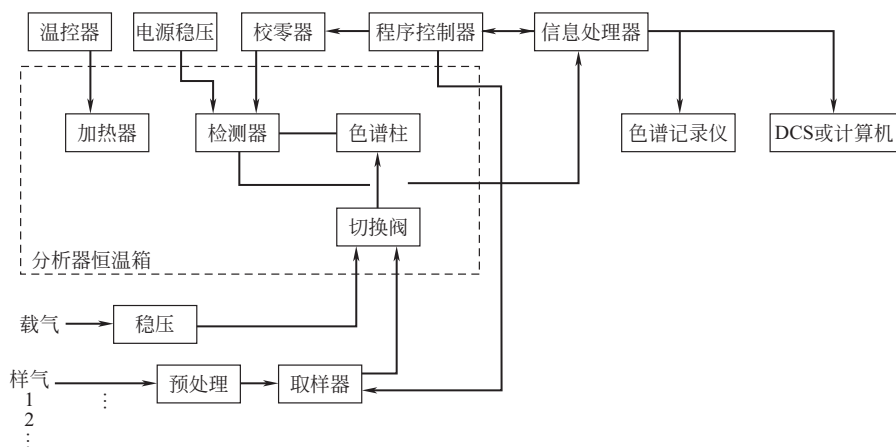 温控器
电源稳压
校零器
程序控制器
信息处理器
加热器
检测器
色谱柱
色谱记录仪
DCS或计算机
切换阀
分析器恒温箱
载气
稳压
样气
预处理
取样器
1
⋮
2
⋮